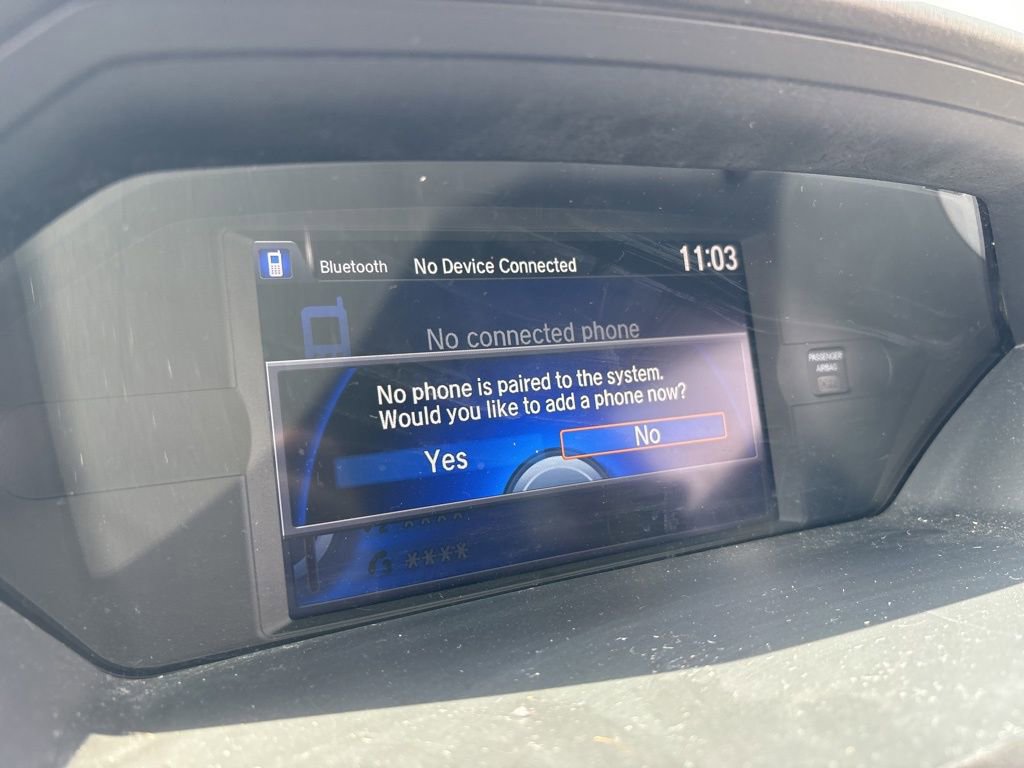 Bluetooth No Device Connected 11:03
No connected phone
No phone is paired to the system.
Would you like to add a phone now?
Yes No
****
****
PASSENGER
AIRBAG